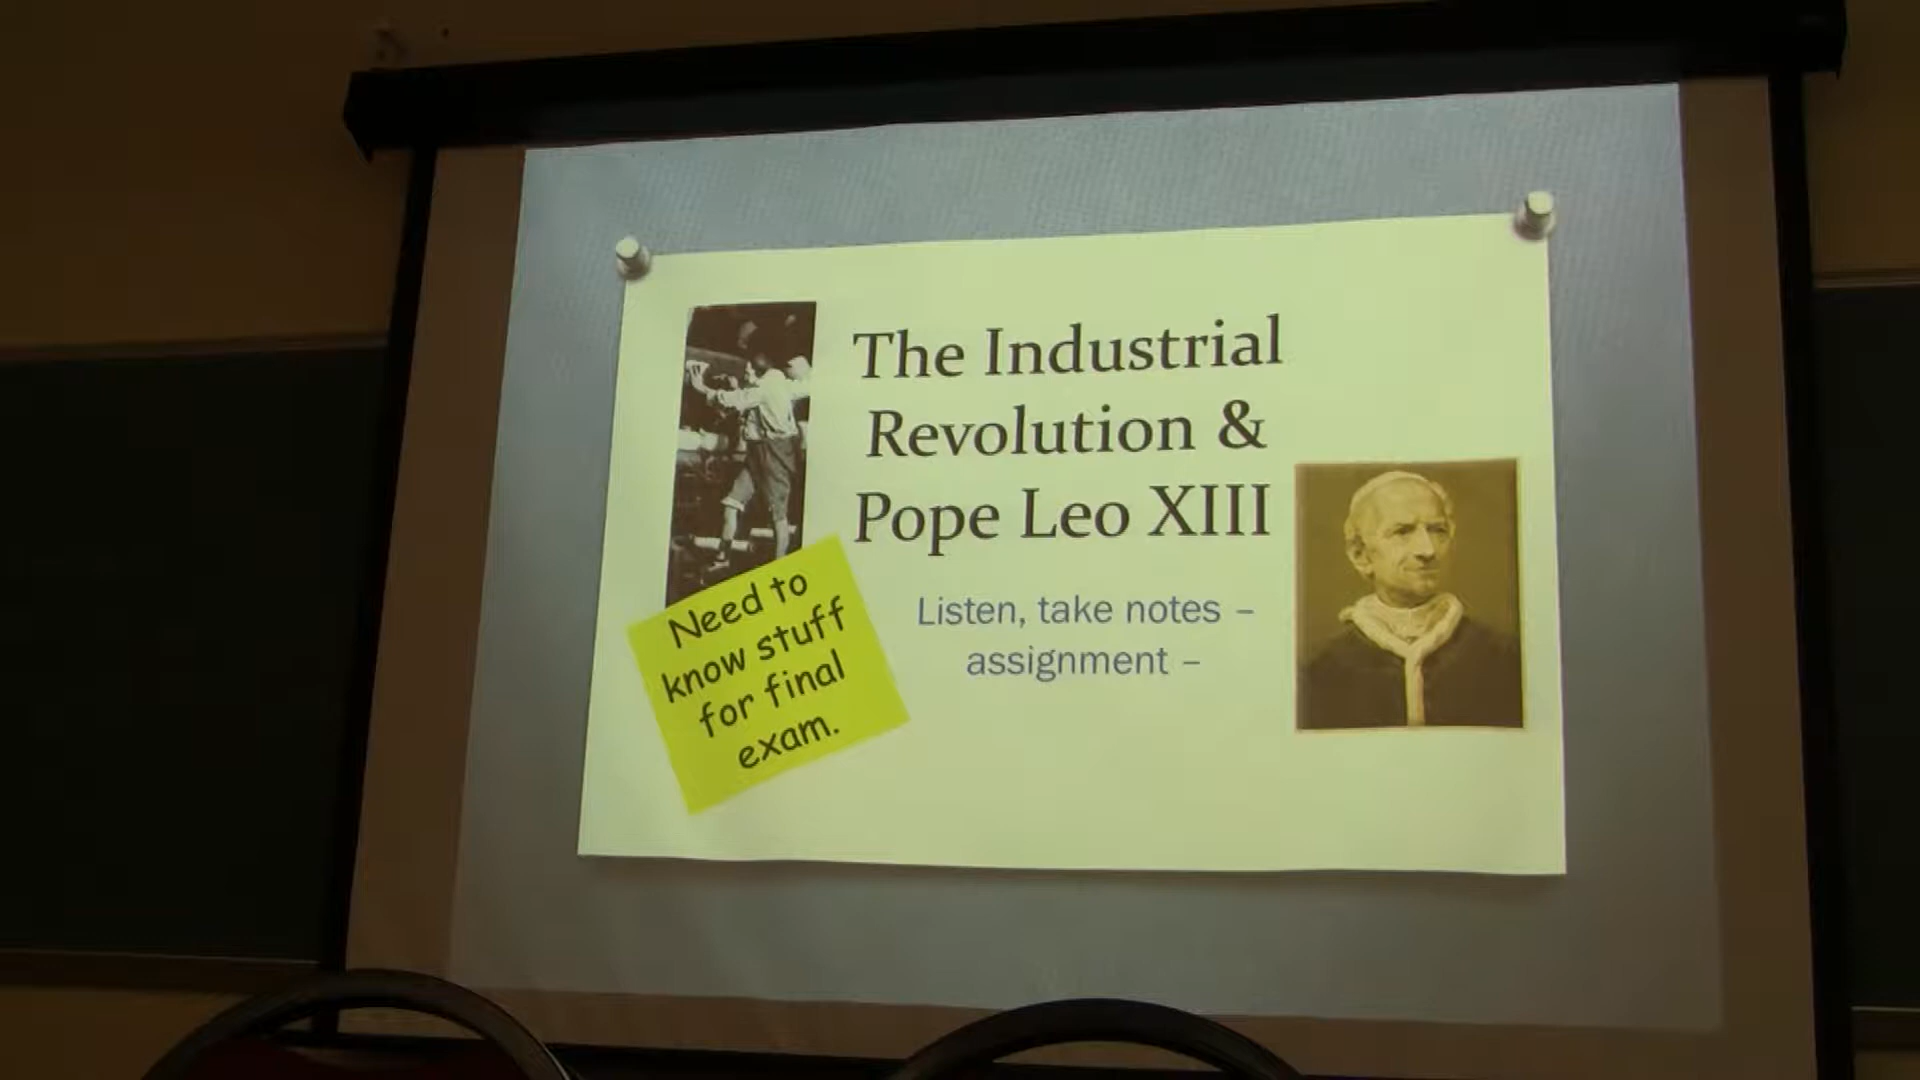 The Industrial
Revolution &
Pope Leo XIII
Listen, take notes –
assignment –
Need to
know stuff
for final
exam.